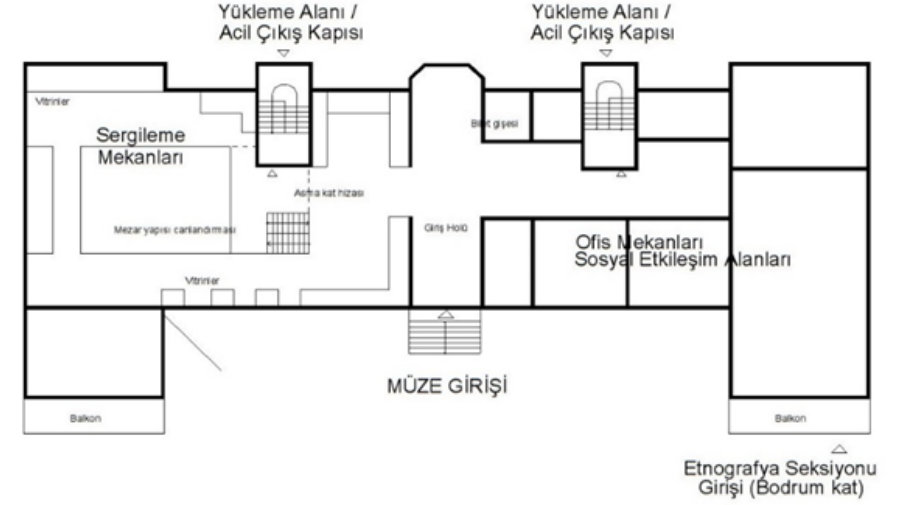 Yükleme Alanı /
Acil Çıkış Kapısı
Yükleme Alanı /
Acil Çıkış Kapısı
Vitrinler
Bilet gişesi
Sergileme
Mekanları
Asma kat hizası
Mezar yapısı canlandırması
Giriş Holü
Ofis Mekanları
Sosyal Etkileşim Alanları
Vitrinler
MÜZE GİRİŞİ
Balkon
Balkon
Etnografya Seksiyonu
Girişi (Bodrum kat)